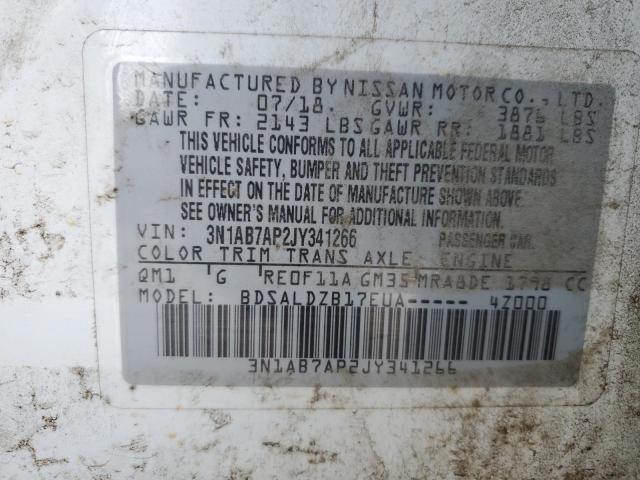 MANUFACTURED BY NISSAN MOTOR CO., LTD.
DATE: 07/18. GVWR: 3876 LBS
GAWR FR: 2143 LBS GAWR RR: 1881 LBS
THIS VEHICLE CONFORMS TO ALL APPLICABLE FEDERAL MOTOR
VEHICLE SAFETY, BUMPER AND THEFT PREVENTION STANDARDS
IN EFFECT ON THE DATE OF MANUFACTURE SHOWN ABOVE.
SEE OWNER'S MANUAL FOR ADDITIONAL INFORMATION.
VIN: 3N1AB7AP2JY341266 PASSENGER CAR
COLOR TRIM TRANS AXLE ENGINE
QM1 G RE0F11A GM35 MRA8DE 1798 CC
MODEL: BDSALDZB17EUA----- 4Z000
3N1AB7AP2JY341266